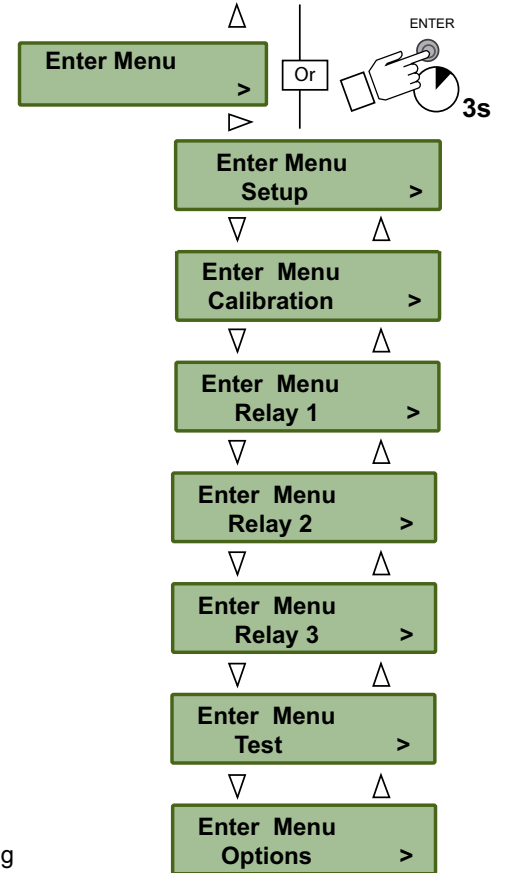 ENTER
Enter Menu
>
Or
3s
Enter Menu
Setup >
Enter Menu
Calibration >
Enter Menu
Relay 1 >
Enter Menu
Relay 2 >
Enter Menu
Relay 3 >
Enter Menu
Test >
Enter Menu
Options >
g